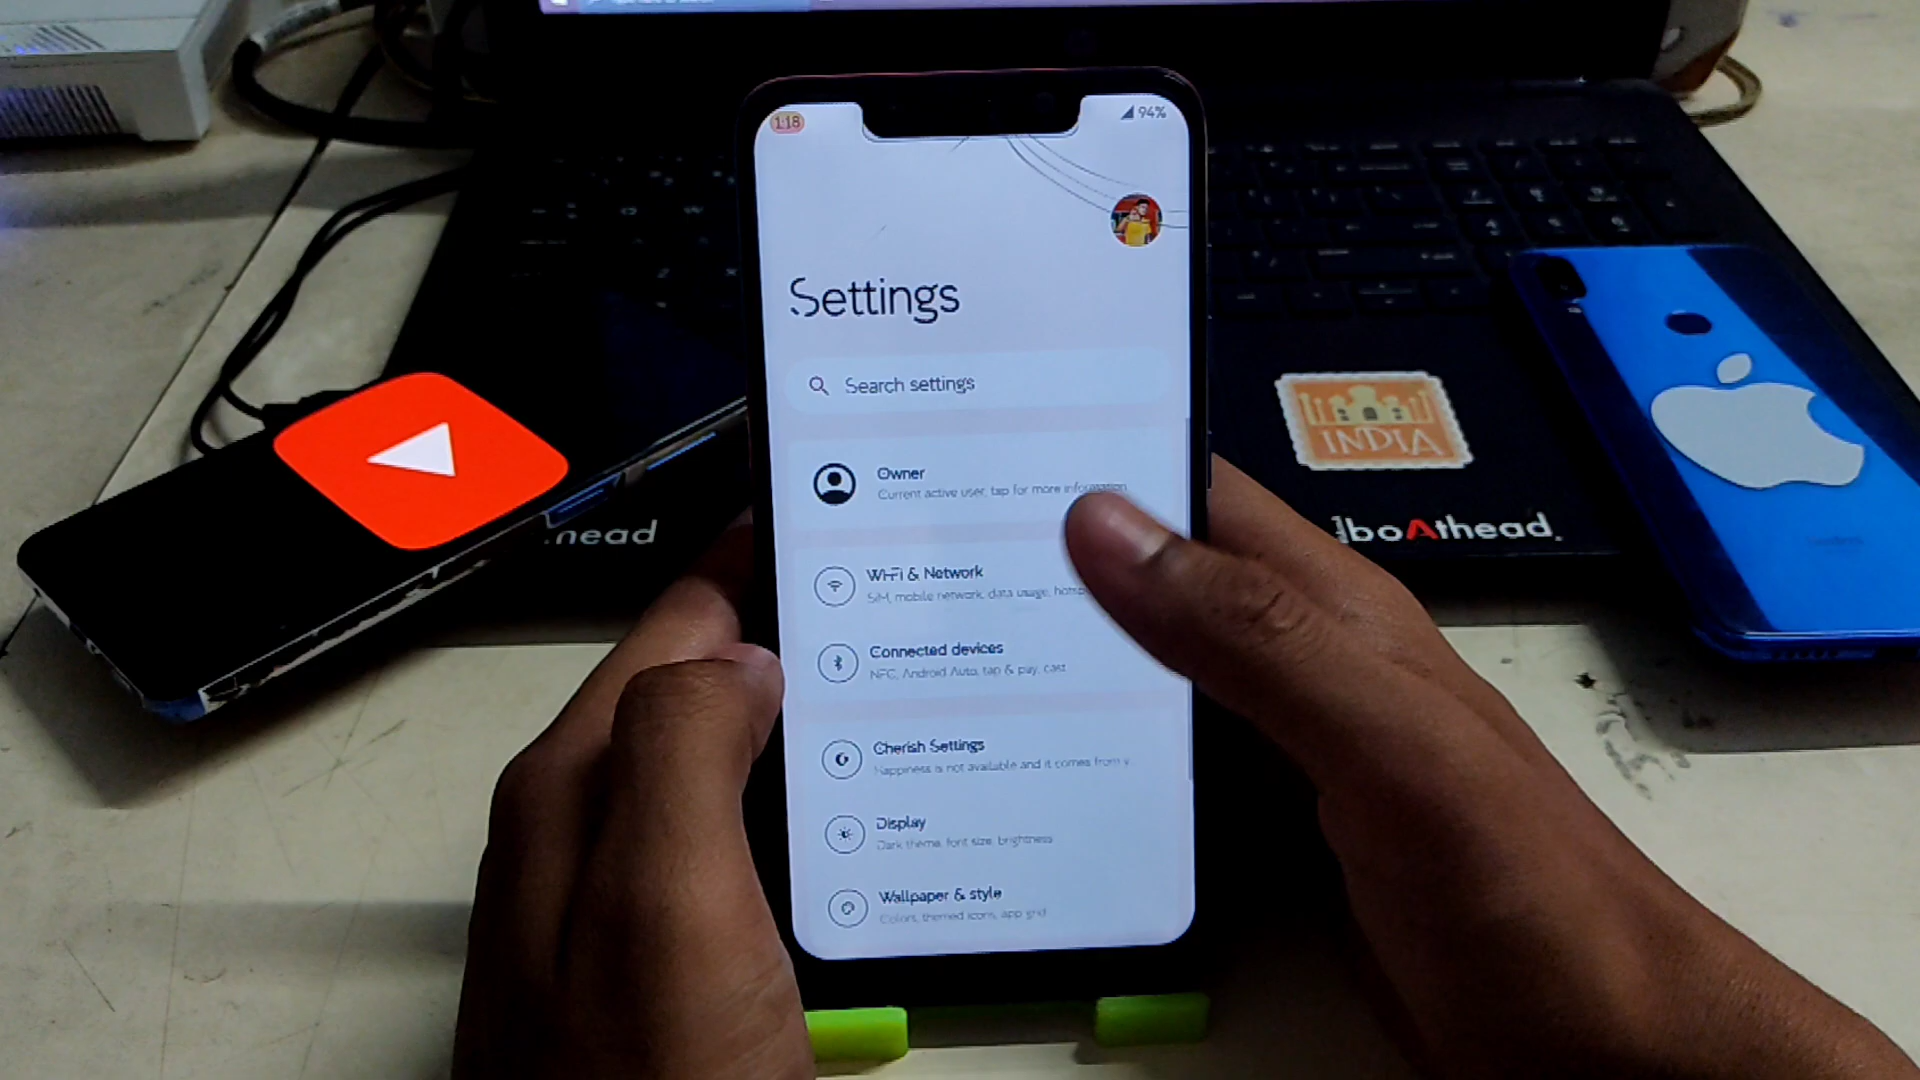 1:18
94%
Settings
Search settings
Owner
Current active user, tap for more information
Wi-Fi & Network
SIM, mobile network, data usage,
Connected devices
NFC, Android Auto, tap & pay, cast
Cherish Settings
Happiness is not available and it comes from y
Display
Dark theme, font size, brightness
Wallpaper & style
Colors, themed icons, app grid
INDIA
boAthead.
head